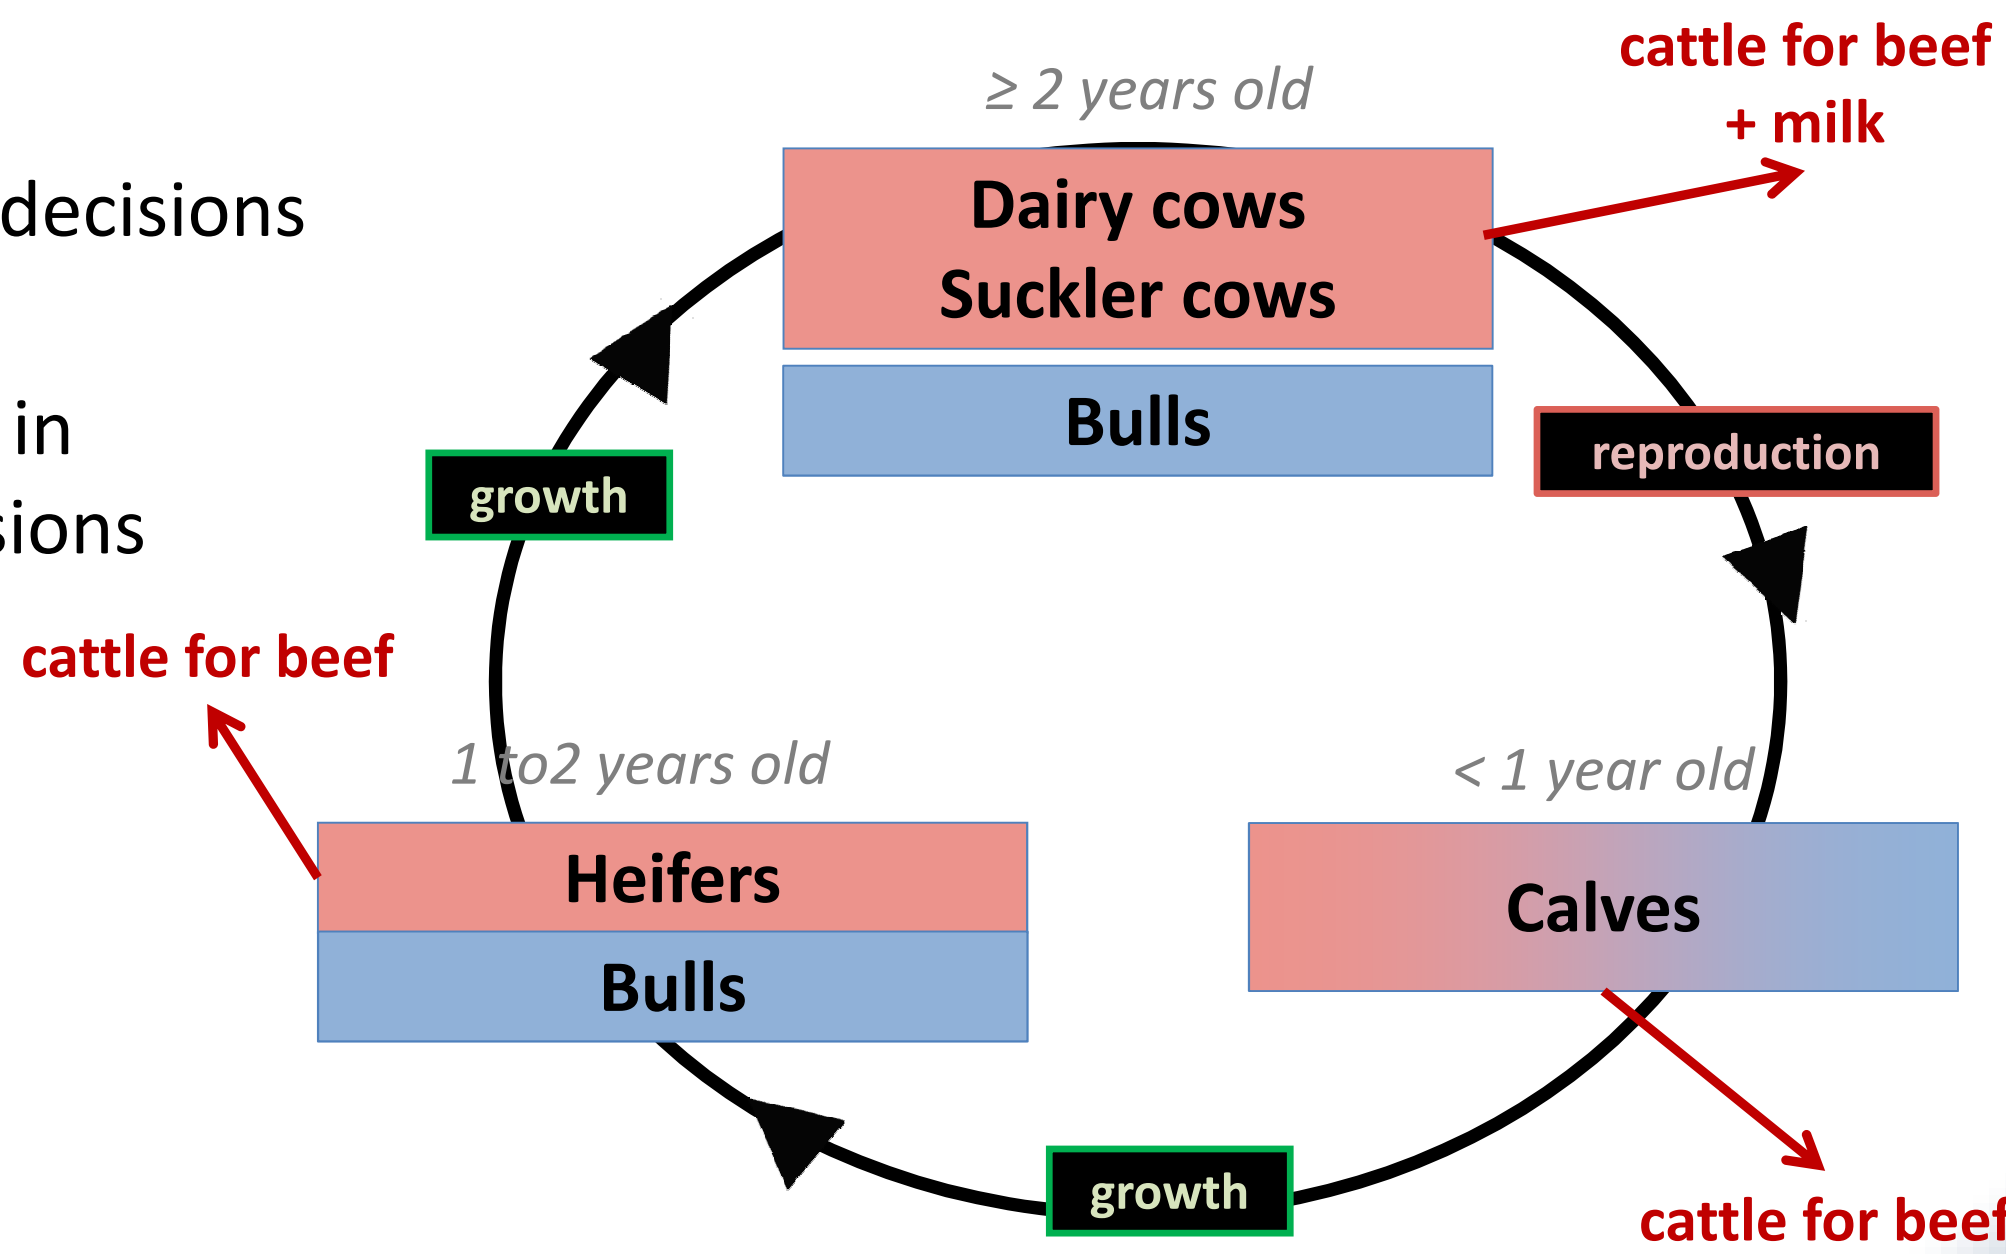 cattle for beef
+ milk
≥ 2 years old
decisions
Dairy cows
Suckler cows
Bulls
in
sions
reproduction
growth
cattle for beef
1 to2 years old
< 1 year old
Heifers
Bulls
Calves
growth
cattle for beef